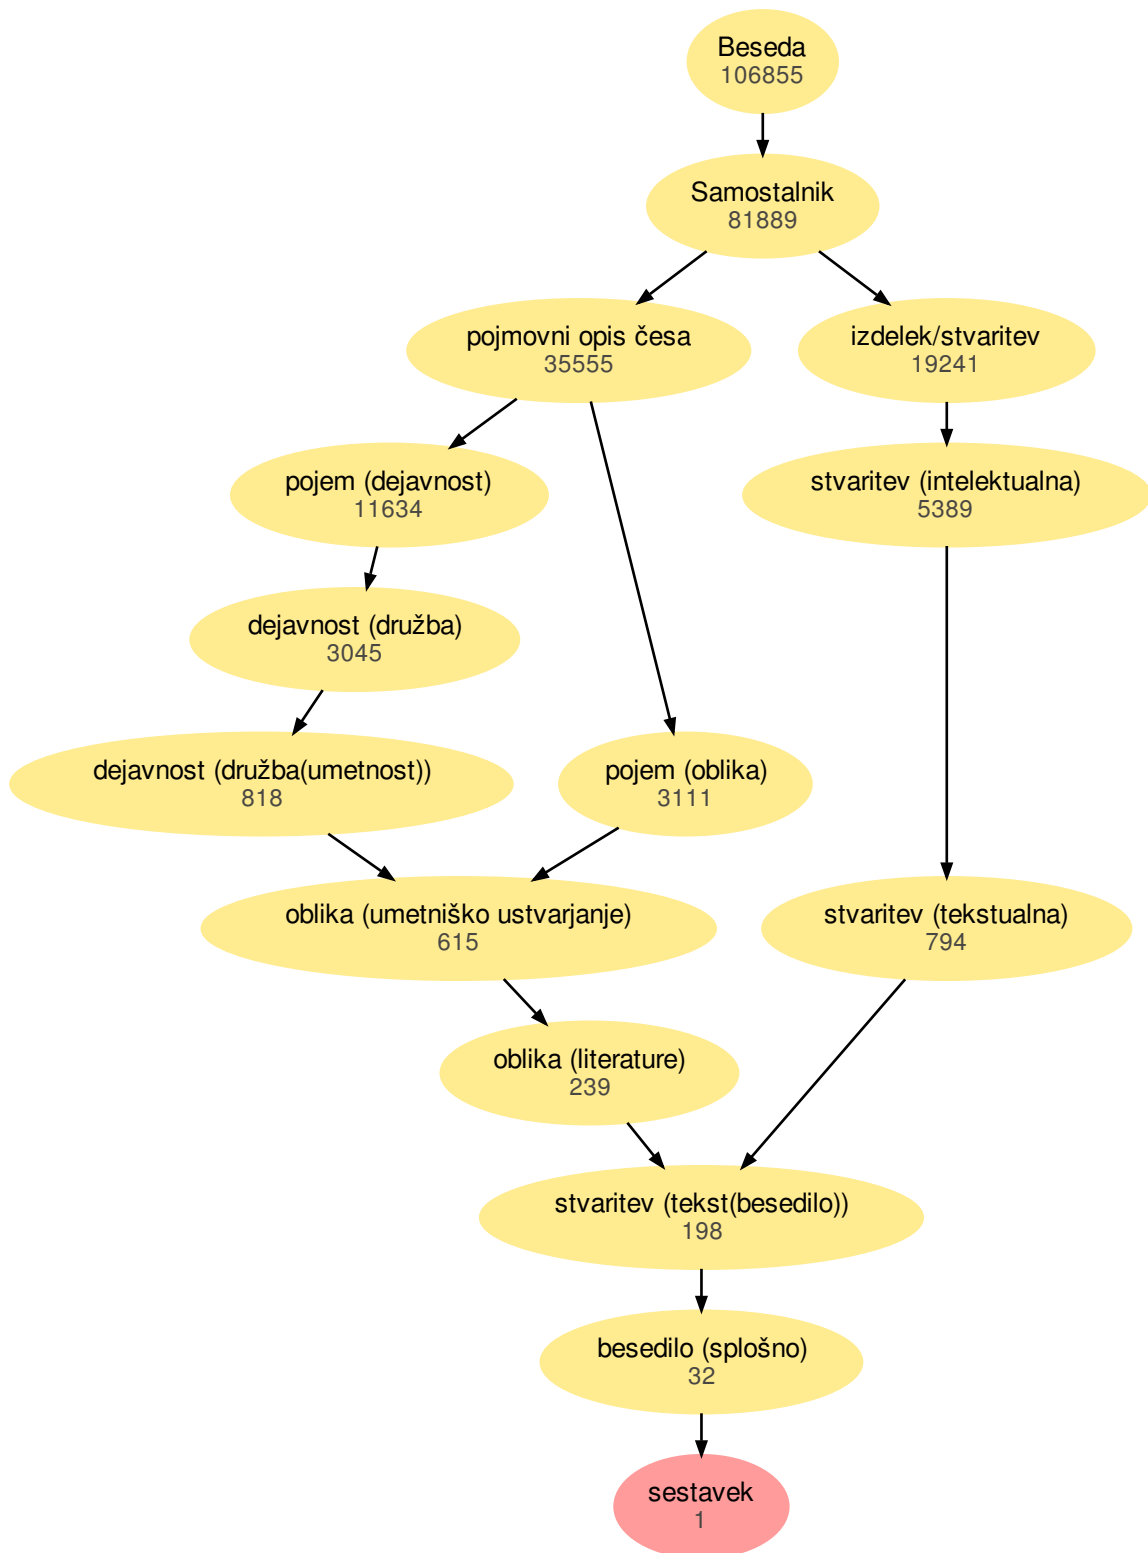 Beseda
106855
Samostalnik
81889
pojmovni opis česa
35555
izdelek/stvaritev
19241
pojem (dejavnost)
11634
stvaritev (intelektualna)
5389
dejavnost (družba)
3045
dejavnost (družba(umetnost))
818
pojem (oblika)
3111
oblika (umetniško ustvarjanje)
615
stvaritev (tekstualna)
794
oblika (literature)
239
stvaritev (tekst(besedilo))
198
besedilo (splošno)
32
sestavek
1